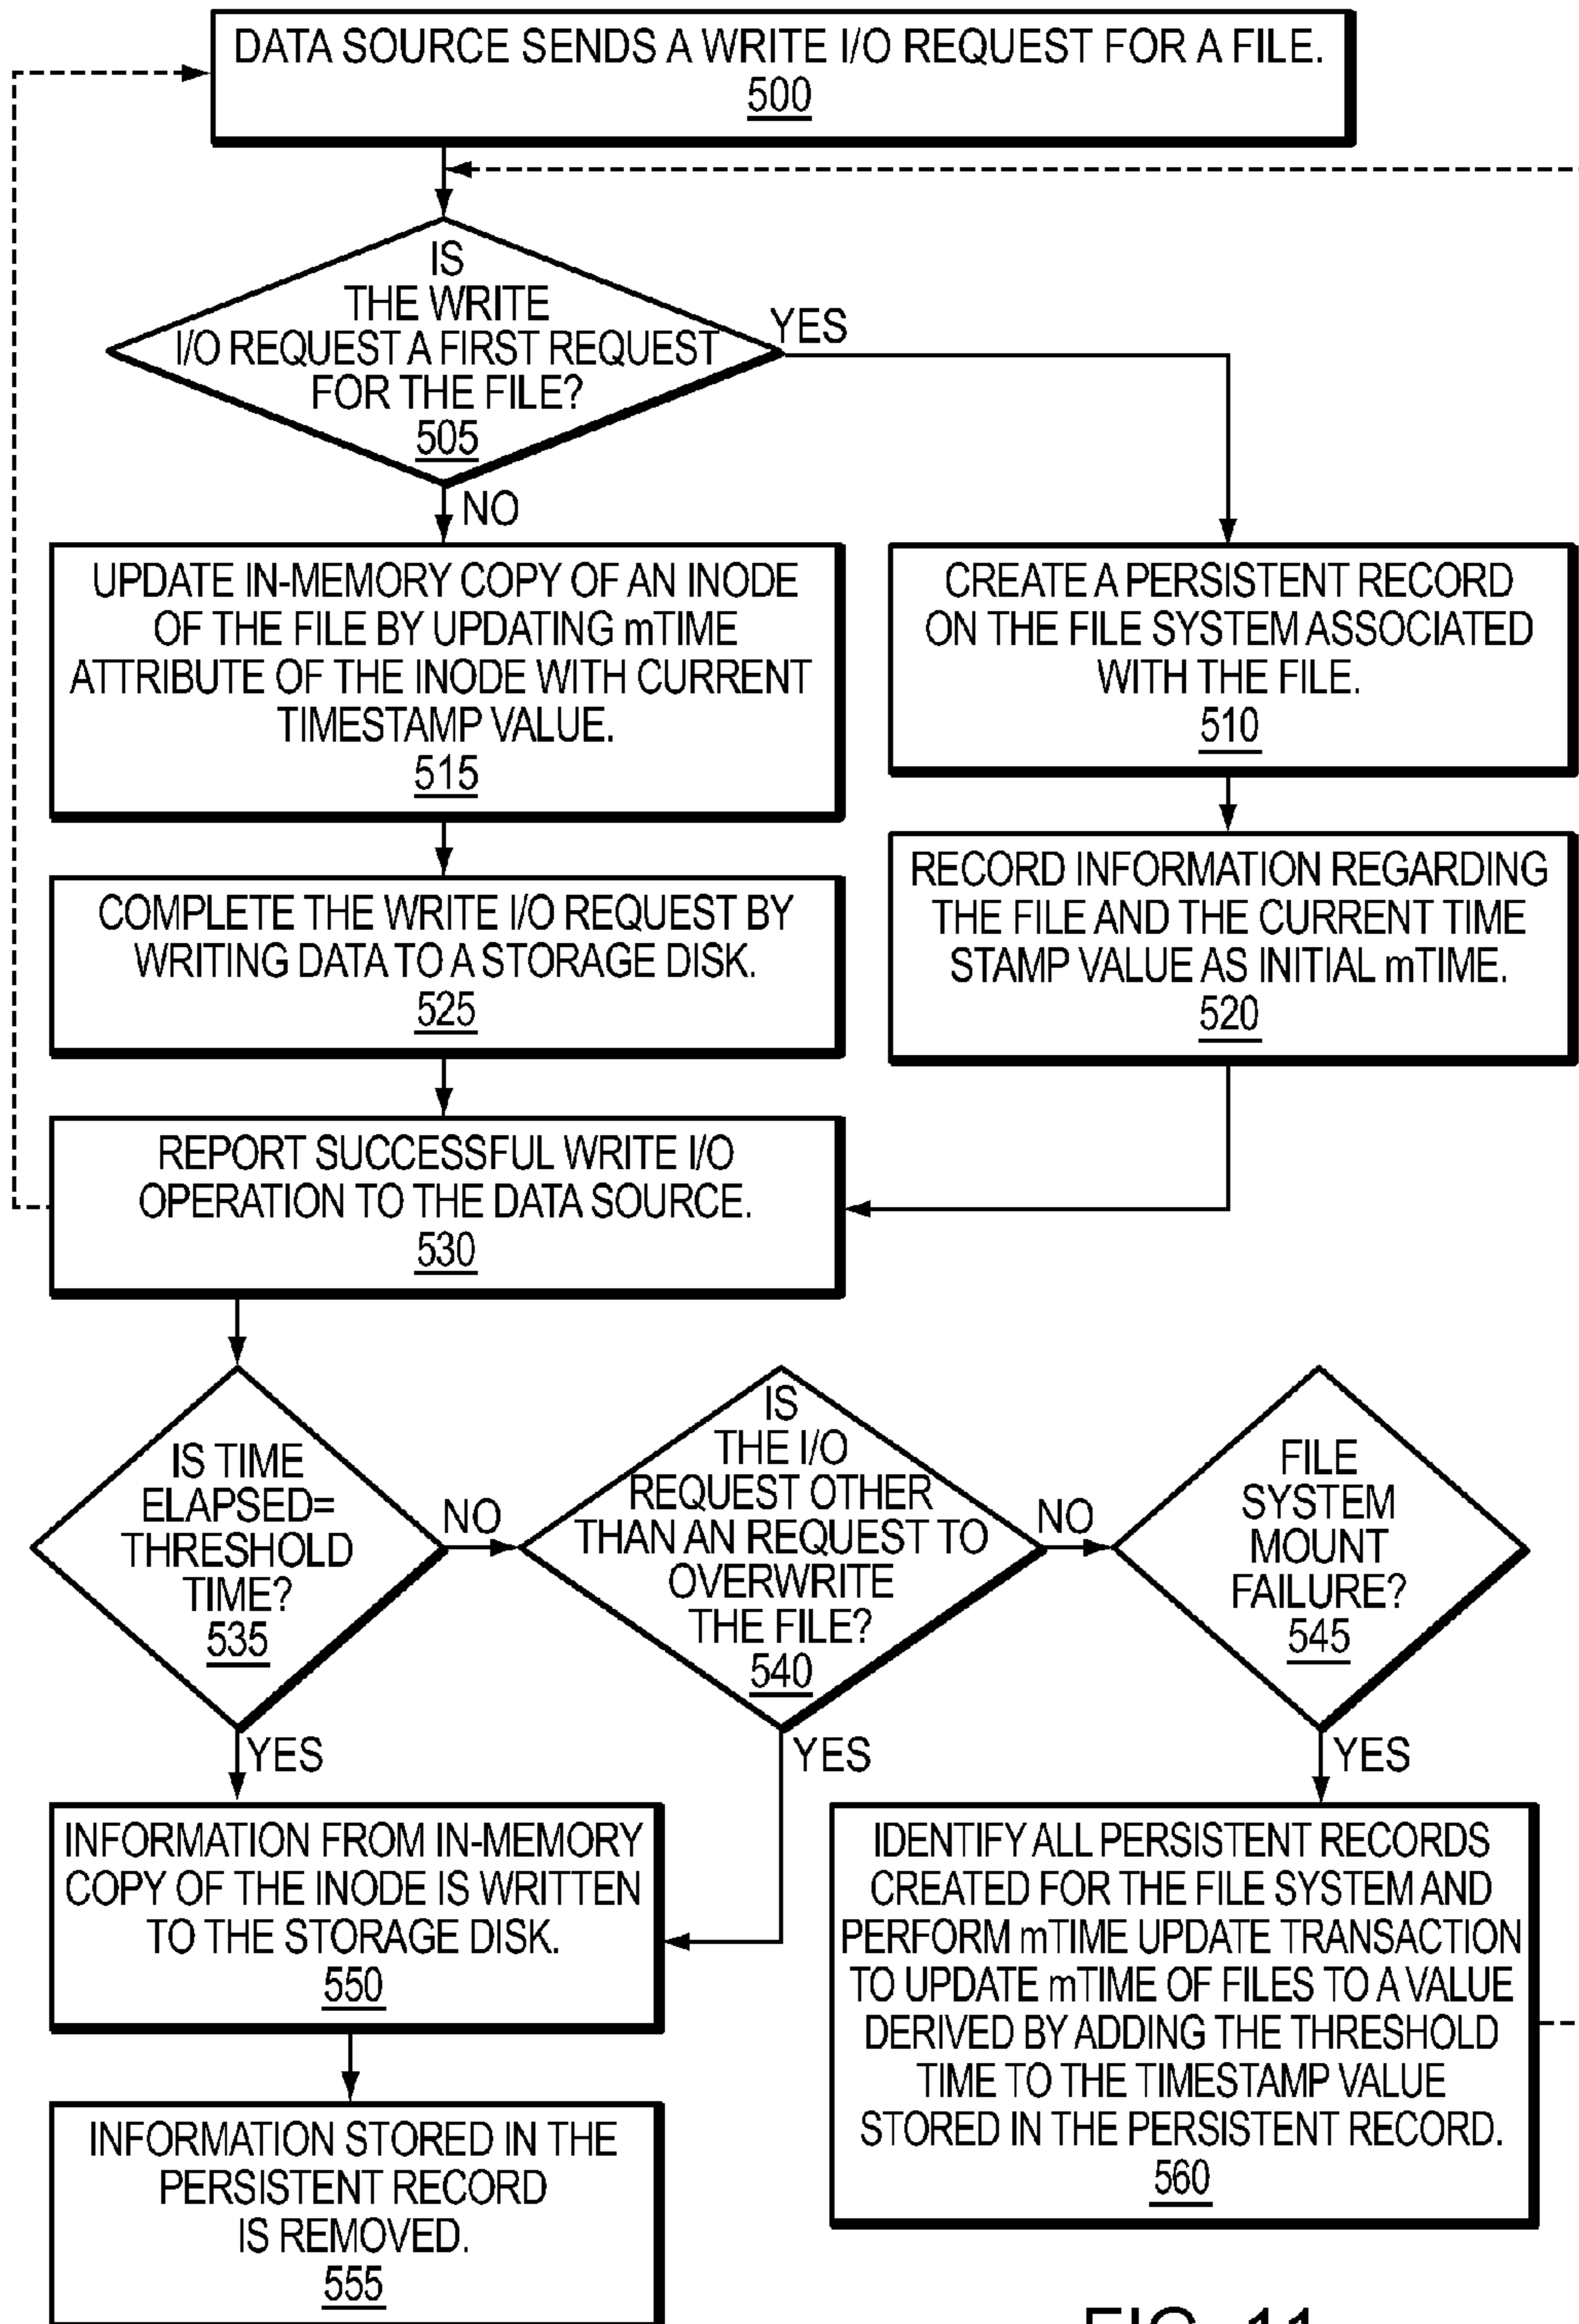 DATA SOURCE SENDS A WRITE I/O REQUEST FOR A FILE.
500
IS
THE WRITE
I/O REQUEST A FIRST REQUEST
FOR THE FILE?
505
YES
NO
UPDATE IN-MEMORY COPY OF AN INODE
OF THE FILE BY UPDATING mTIME
ATTRIBUTE OF THE INODE WITH CURRENT
TIMESTAMP VALUE.
515
CREATE A PERSISTENT RECORD
ON THE FILE SYSTEM ASSOCIATED
WITH THE FILE.
510
COMPLETE THE WRITE I/O REQUEST BY
WRITING DATA TO A STORAGE DISK.
525
RECORD INFORMATION REGARDING
THE FILE AND THE CURRENT TIME
STAMP VALUE AS INITIAL mTIME.
520
REPORT SUCCESSFUL WRITE I/O
OPERATION TO THE DATA SOURCE.
530
IS TIME
ELAPSED=
THRESHOLD
TIME?
535
NO
YES
IS
THE I/O
REQUEST OTHER
THAN AN REQUEST TO
OVERWRITE
THE FILE?
540
NO
YES
FILE
SYSTEM
MOUNT
FAILURE?
545
YES
INFORMATION FROM IN-MEMORY
COPY OF THE INODE IS WRITTEN
TO THE STORAGE DISK.
550
IDENTIFY ALL PERSISTENT RECORDS
CREATED FOR THE FILE SYSTEM AND
PERFORM mTIME UPDATE TRANSACTION
TO UPDATE mTIME OF FILES TO A VALUE
DERIVED BY ADDING THE THRESHOLD
TIME TO THE TIMESTAMP VALUE
STORED IN THE PERSISTENT RECORD.
560
INFORMATION STORED IN THE
PERSISTENT RECORD
IS REMOVED.
555
FIG. 11